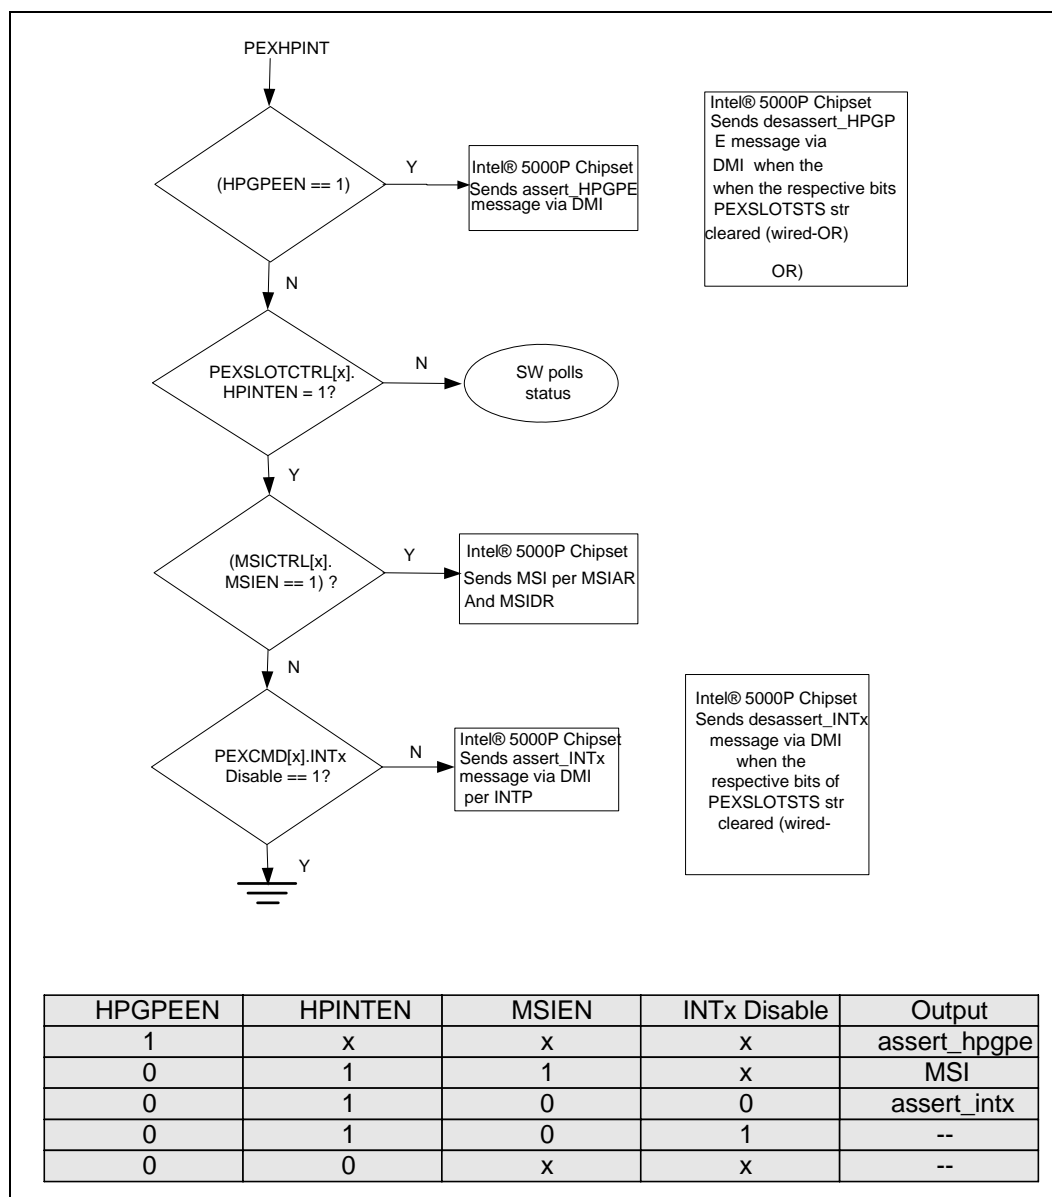 PEXHPINT
(HPGPEEN == 1)
Y
Intel® 5000P Chipset
Sends assert_HPGPE
message via DMI
Intel® 5000P Chipset
Sends desassert_HPGP
E message via
DMI when the
when the respective bits
PEXSLOTSTS str
cleared (wired-OR)
OR)
N
PEXSLOTCTRL[x].
HPINTEN = 1?
N
SW polls
status
Y
(MSICTRL[x].
MSIEN == 1) ?
Y
Intel® 5000P Chipset
Sends MSI per MSIAR
And MSIDR
N
PEXCMD[x].INTx
Disable == 1?
N
Intel® 5000P Chipset
Sends assert_INTx
message via DMI
per INTP
Intel® 5000P Chipset
Sends desassert_INTx
message via DMI
when the
respective bits of
PEXSLOTSTS str
cleared (wired-
Y
HPGPEEN HPINTEN MSIEN INTx Disable Output
1 x x x assert_hpgpe
0 1 1 x MSI
0 1 0 0 assert_intx
0 1 0 1 --
0 0 x x --